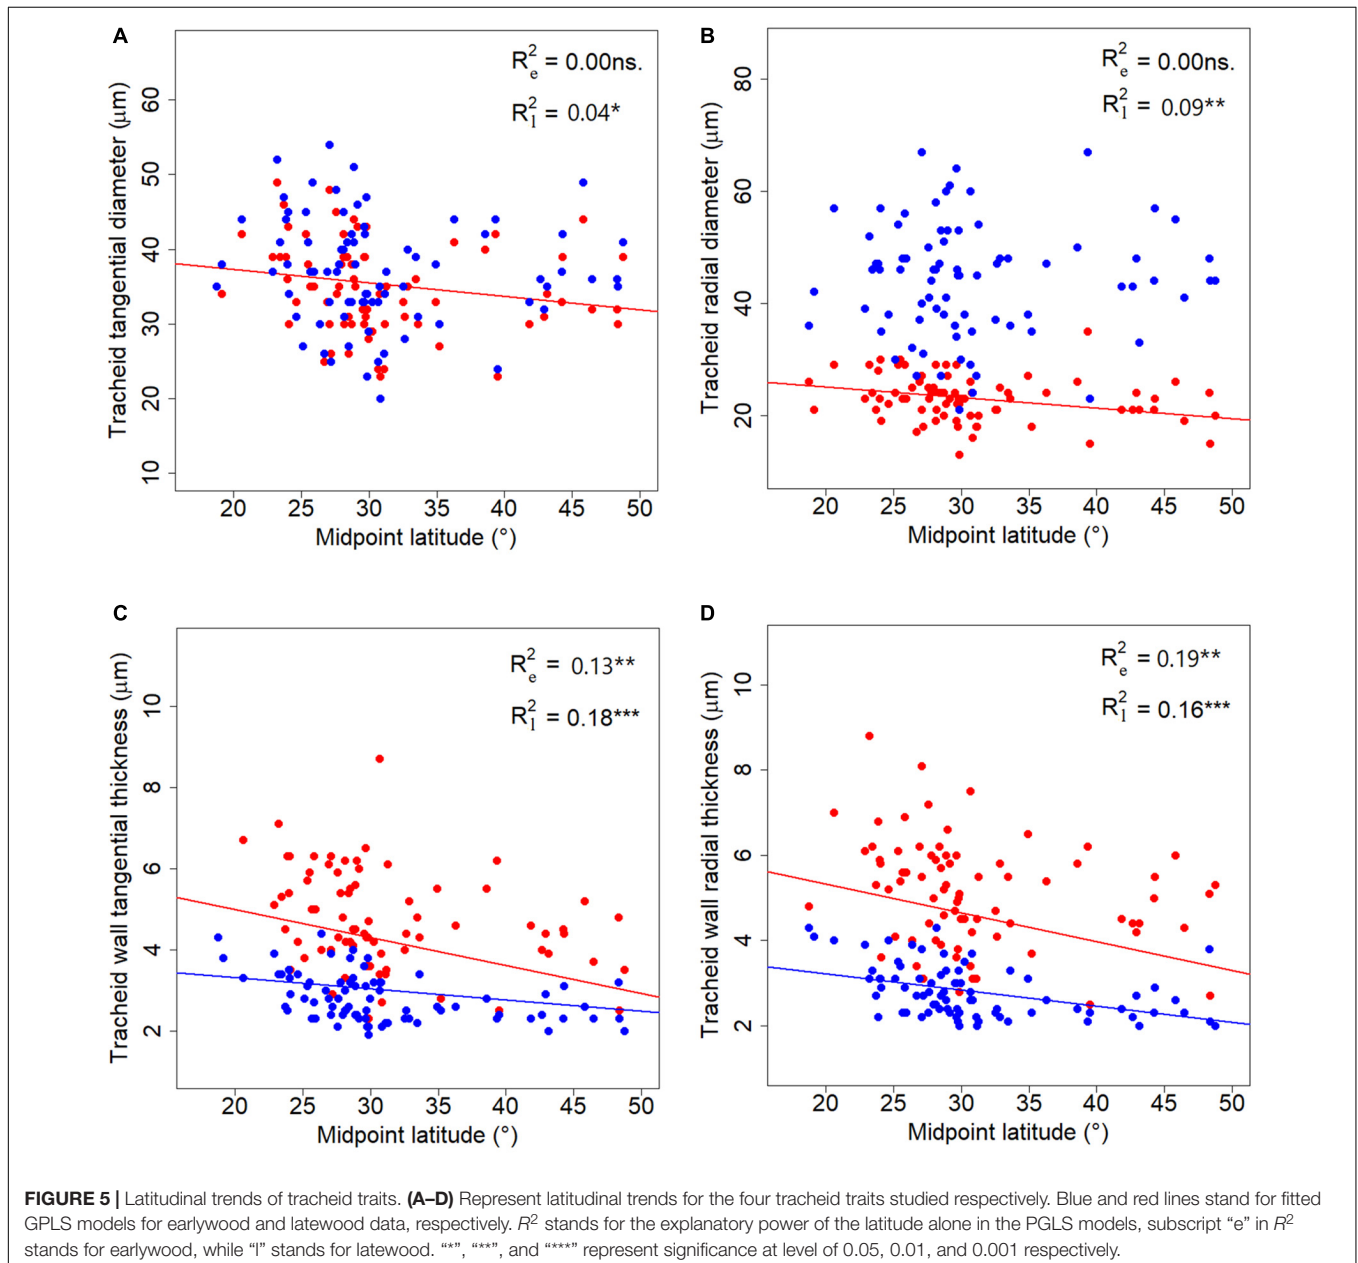 A
R²e = 0.00ns.
R²l = 0.04*
Tracheid tangential diameter (μm)
60
50
40
30
20
10
20 25 30 35 40 45 50
Midpoint latitude (°)
B
R²e = 0.00ns.
R²l = 0.09**
Tracheid radial diameter (μm)
80
60
40
20
20 25 30 35 40 45 50
Midpoint latitude (°)
C
R²e = 0.13**
R²l = 0.18***
Tracheid wall tangential thickness (μm)
10
8
6
4
2
20 25 30 35 40 45 50
Midpoint latitude (°)
D
R²e = 0.19**
R²l = 0.16***
Tracheid wall radial thickness (μm)
10
8
6
4
2
20 25 30 35 40 45 50
Midpoint latitude (°)
FIGURE 5 | Latitudinal trends of tracheid traits. (A–D) Represent latitudinal trends for the four tracheid traits studied respectively. Blue and red lines stand for fitted
GPLS models for earlywood and latewood data, respectively. R² stands for the explanatory power of the latitude alone in the PGLS models, subscript “e” in R²
stands for earlywood, while “l” stands for latewood. “*”, “**”, and “***” represent significance at level of 0.05, 0.01, and 0.001 respectively.